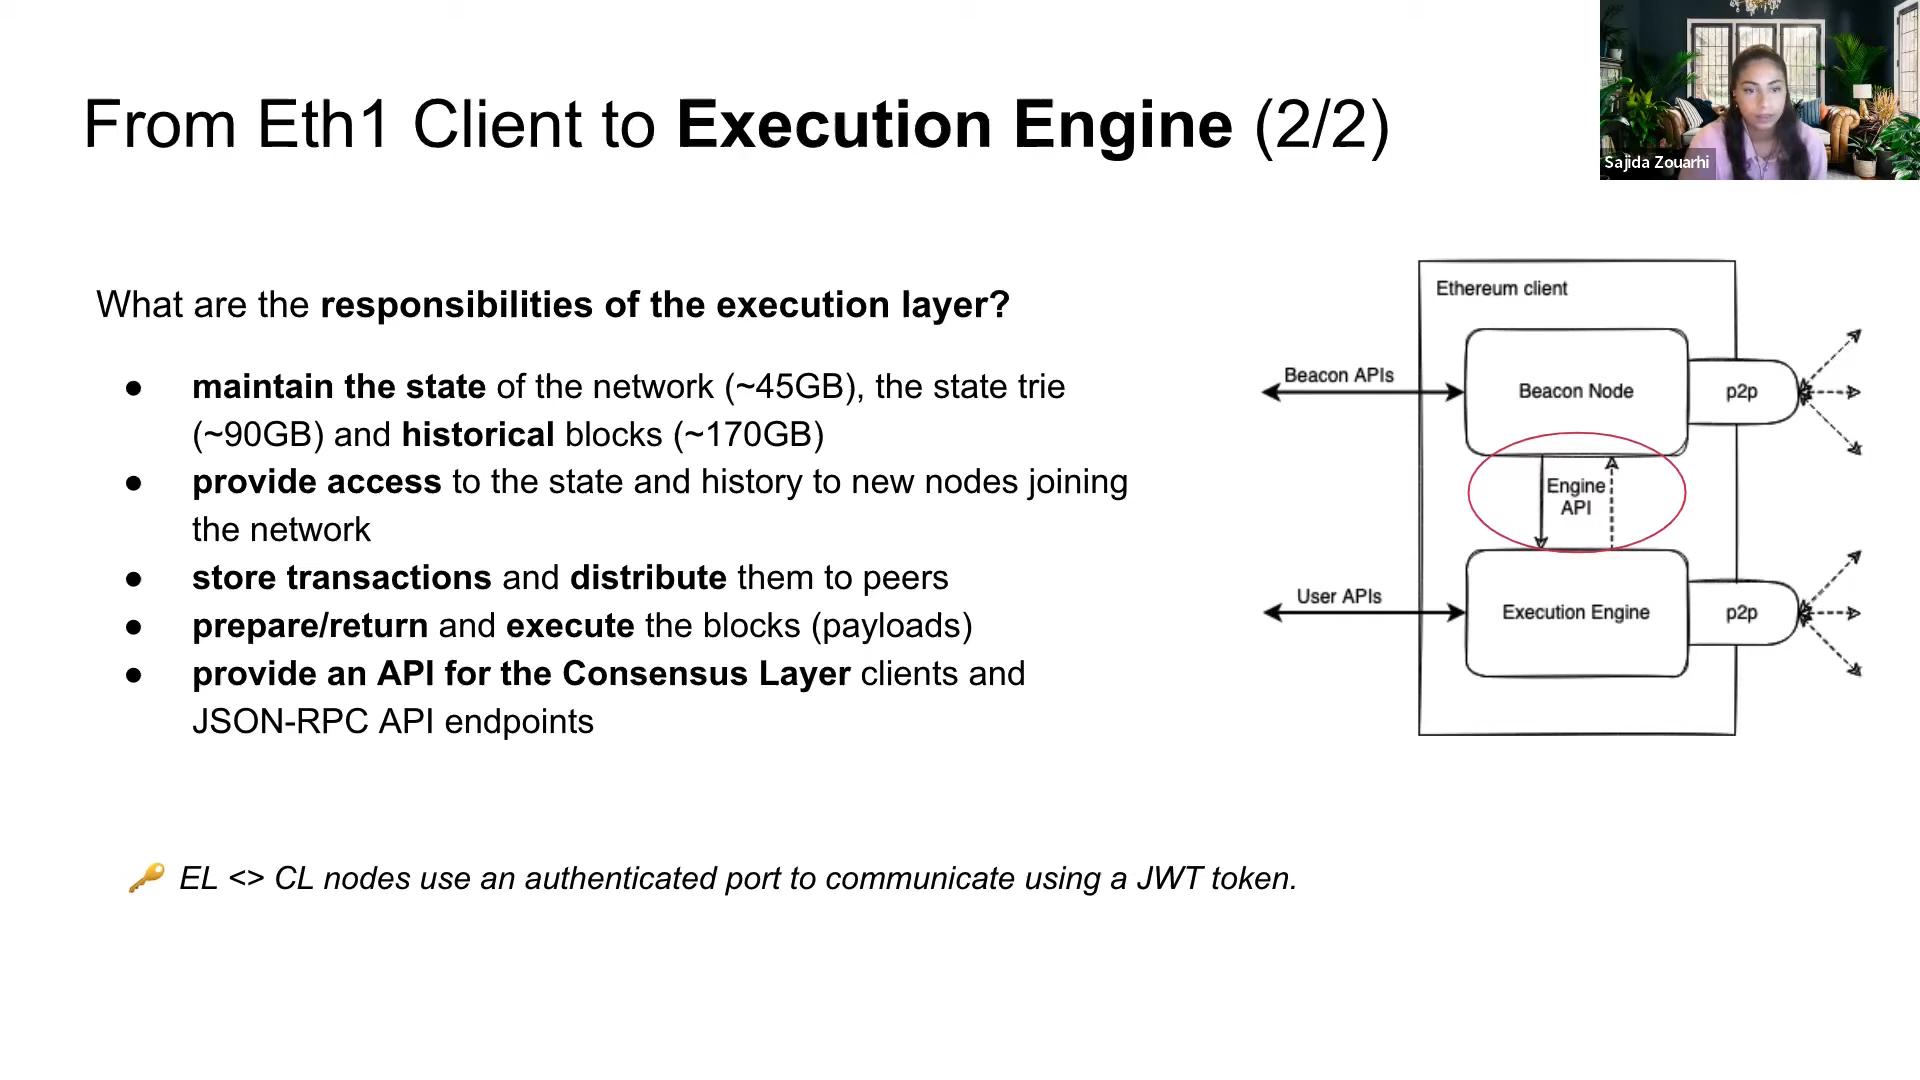 From Eth1 Client to Execution Engine (2/2)
Sajida Zouarhi
What are the responsibilities of the execution layer?
● maintain the state of the network (~45GB), the state trie
(~90GB) and historical blocks (~170GB)
● provide access to the state and history to new nodes joining
the network
● store transactions and distribute them to peers
● prepare/return and execute the blocks (payloads)
● provide an API for the Consensus Layer clients and
JSON-RPC API endpoints
Ethereum client
Beacon APIs
Beacon Node
p2p
Engine
API
User APIs
Execution Engine
p2p
🔑 EL <> CL nodes use an authenticated port to communicate using a JWT token.